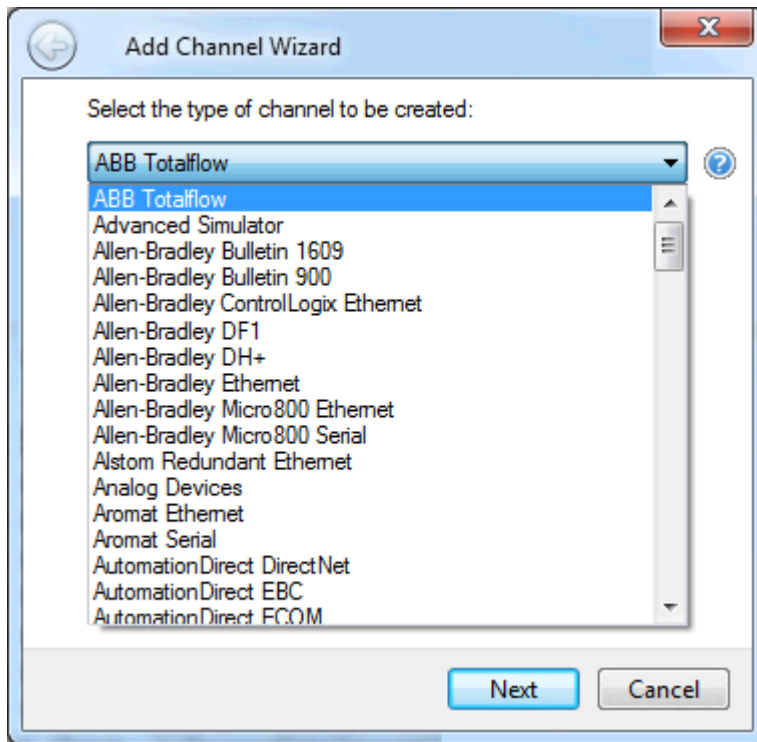 Add Channel Wizard
Select the type of channel to be created:
ABB Totalflow
ABB Totalflow
Advanced Simulator
Allen-Bradley Bulletin 1609
Allen-Bradley Bulletin 900
Allen-Bradley ControlLogix Ethernet
Allen-Bradley DF1
Allen-Bradley DH+
Allen-Bradley Ethernet
Allen-Bradley Micro800 Ethernet
Allen-Bradley Micro800 Serial
Alstom Redundant Ethernet
Analog Devices
Aromat Ethernet
Aromat Serial
AutomationDirect DirectNet
AutomationDirect EBC
AutomationDirect ECOM
Next
Cancel